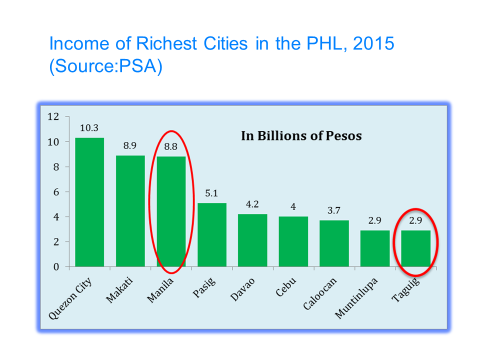 Income of Richest Cities in the PHL, 2015
(Source:PSA)
In Billions of Pesos
12
10
8
6
4
2
0
10.3
8.9
8.8
5.1
4.2
4
3.7
2.9
2.9
Quezon City
Makati
Manila
Pasig
Davao
Cebu
Caloocan
Muntinlupa
Taguig